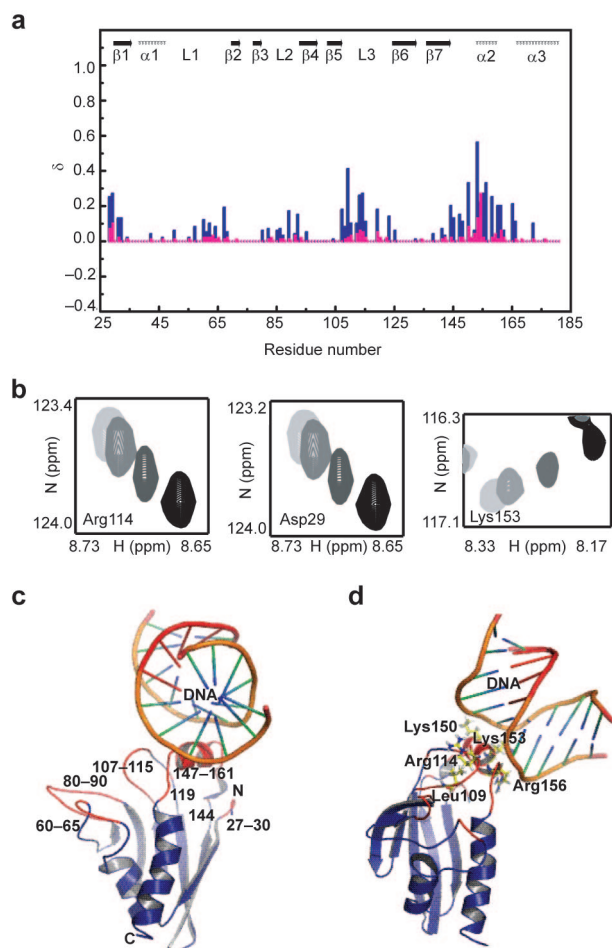 a
β1 α1 L1 β2 β3 L2 β4 β5 L3 β6 β7 α2 α3
1.0
0.8
0.6
0.4
0.2
0.0
–0.2
–0.4
δ
25 45 65 85 105 125 145 165 185
Residue number
b
123.4
124.0
N (ppm)
Arg114
8.73 H (ppm) 8.65
123.2
124.0
N (ppm)
Asp29
8.73 H (ppm) 8.65
116.3
117.1
N (ppm)
Lys153
8.33 H (ppm) 8.17
c
DNA
107–115
147–161
80–90
119
N
60–65
144
27–30
C
d
DNA
Lys150
Lys153
Arg114
Arg156
Leu109